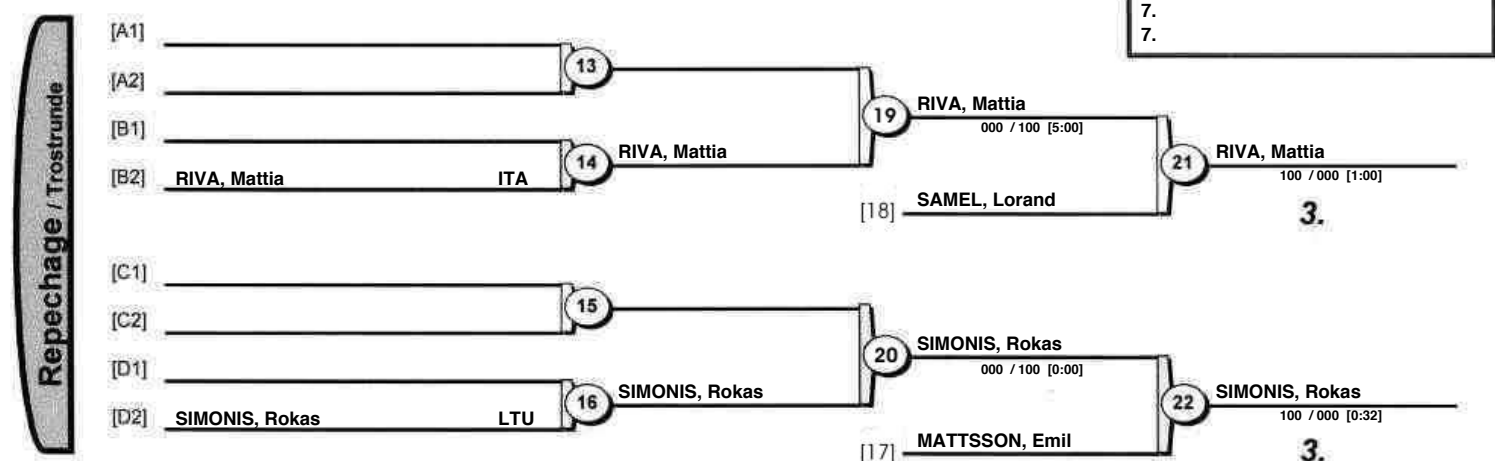 7.
7.
Repechage / Trostrunde
[A1]
[A2]
13
[B1]
[B2] RIVA, Mattia ITA
14 RIVA, Mattia
19 RIVA, Mattia
000 / 100 [5:00]
[18] SAMEL, Lorand
21 RIVA, Mattia
100 / 000 [1:00]
3.
[C1]
[C2]
15
[D1]
[D2] SIMONIS, Rokas LTU
16 SIMONIS, Rokas
20 SIMONIS, Rokas
000 / 100 [0:00]
[17] MATTSSON, Emil
22 SIMONIS, Rokas
100 / 000 [0:32]
3.